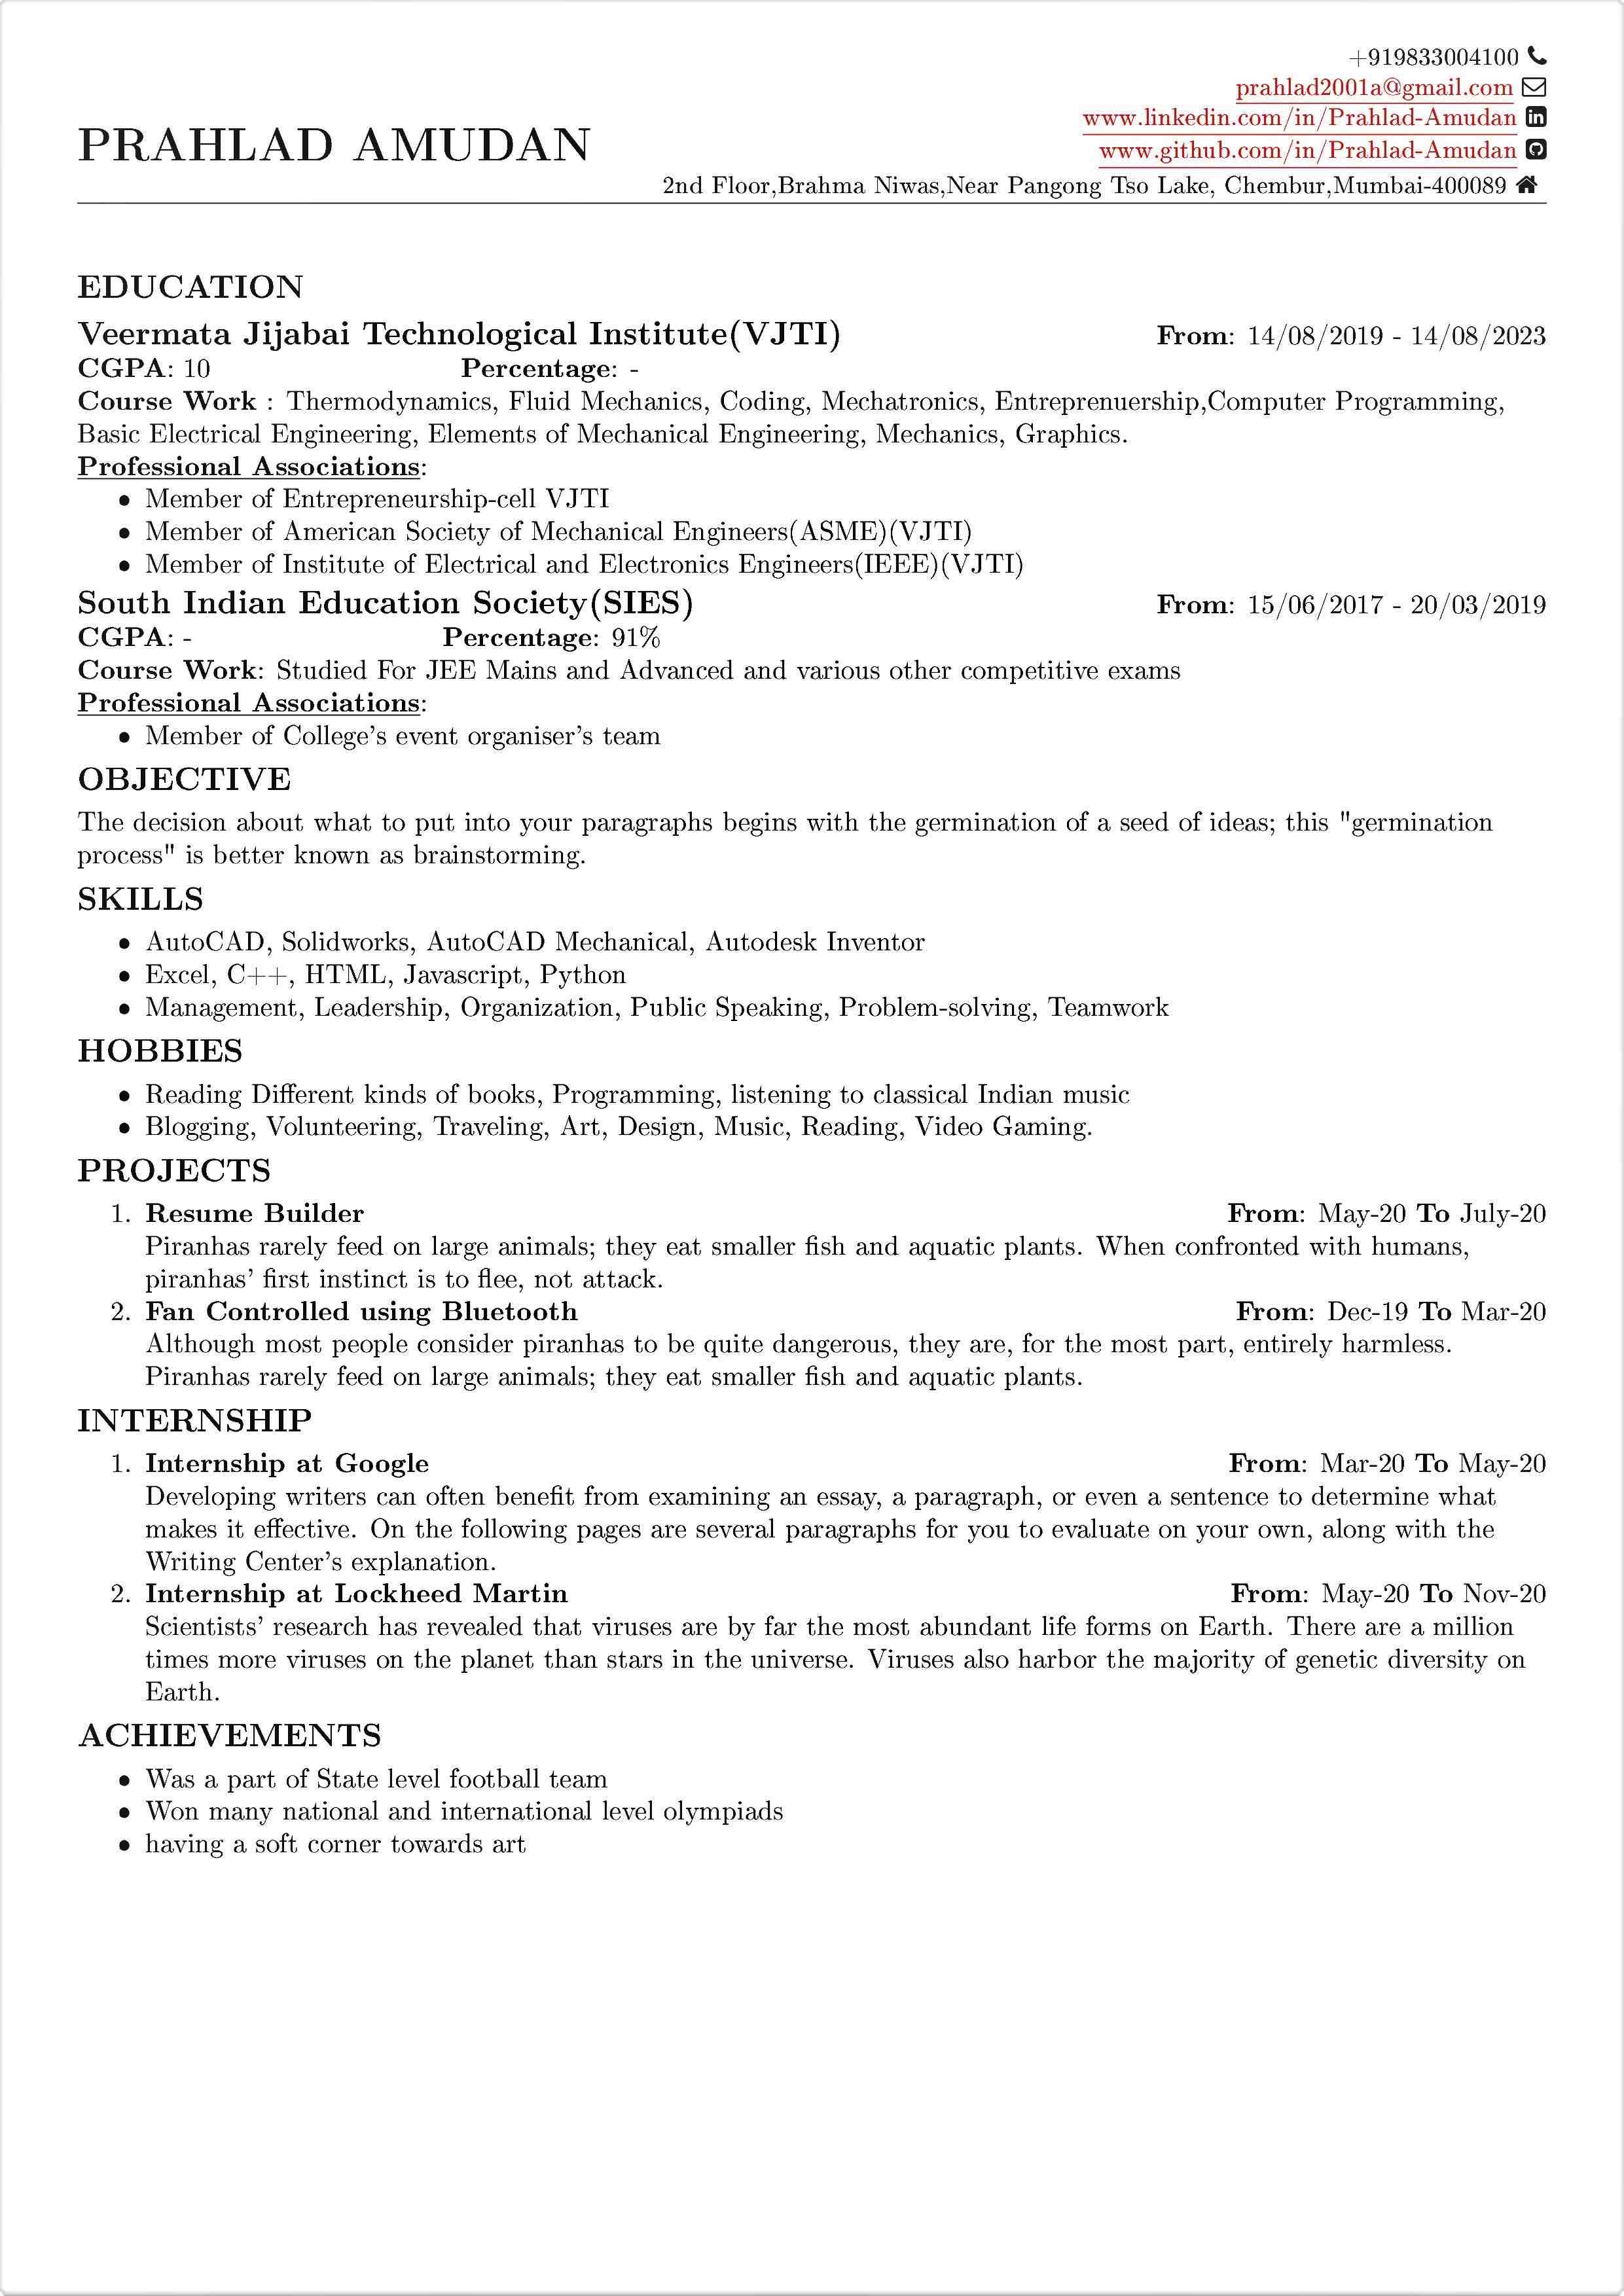 +919833004100
prahlad2001a@gmail.com
www.linkedin.com/in/Prahlad-Amudan
PRAHLAD AMUDAN
www.github.com/in/Prahlad-Amudan
2nd Floor,Brahma Niwas,Near Pangong Tso Lake, Chembur,Mumbai-400089
EDUCATION
Veermata Jijabai Technological Institute(VJTI) From: 14/08/2019 - 14/08/2023
CGPA: 10 Percentage: -
Course Work : Thermodynamics, Fluid Mechanics, Coding, Mechatronics, Entreprenuership,Computer Programming,
Basic Electrical Engineering, Elements of Mechanical Engineering, Mechanics, Graphics.
Professional Associations:
• Member of Entrepreneurship-cell VJTI
• Member of American Society of Mechanical Engineers(ASME)(VJTI)
• Member of Institute of Electrical and Electronics Engineers(IEEE)(VJTI)
South Indian Education Society(SIES) From: 15/06/2017 - 20/03/2019
CGPA: - Percentage: 91%
Course Work: Studied For JEE Mains and Advanced and various other competitive exams
Professional Associations:
• Member of College's event organiser's team
OBJECTIVE
The decision about what to put into your paragraphs begins with the germination of a seed of ideas; this "germination
process" is better known as brainstorming.
SKILLS
• AutoCAD, Solidworks, AutoCAD Mechanical, Autodesk Inventor
• Excel, C++, HTML, Javascript, Python
• Management, Leadership, Organization, Public Speaking, Problem-solving, Teamwork
HOBBIES
• Reading Different kinds of books, Programming, listening to classical Indian music
• Blogging, Volunteering, Traveling, Art, Design, Music, Reading, Video Gaming.
PROJECTS
1. Resume Builder From: May-20 To July-20
Piranhas rarely feed on large animals; they eat smaller fish and aquatic plants. When confronted with humans,
piranhas' first instinct is to flee, not attack.
2. Fan Controlled using Bluetooth From: Dec-19 To Mar-20
Although most people consider piranhas to be quite dangerous, they are, for the most part, entirely harmless.
Piranhas rarely feed on large animals; they eat smaller fish and aquatic plants.
INTERNSHIP
1. Internship at Google From: Mar-20 To May-20
Developing writers can often benefit from examining an essay, a paragraph, or even a sentence to determine what
makes it effective. On the following pages are several paragraphs for you to evaluate on your own, along with the
Writing Center's explanation.
2. Internship at Lockheed Martin From: May-20 To Nov-20
Scientists' research has revealed that viruses are by far the most abundant life forms on Earth. There are a million
times more viruses on the planet than stars in the universe. Viruses also harbor the majority of genetic diversity on
Earth.
ACHIEVEMENTS
• Was a part of State level football team
• Won many national and international level olympiads
• having a soft corner towards art